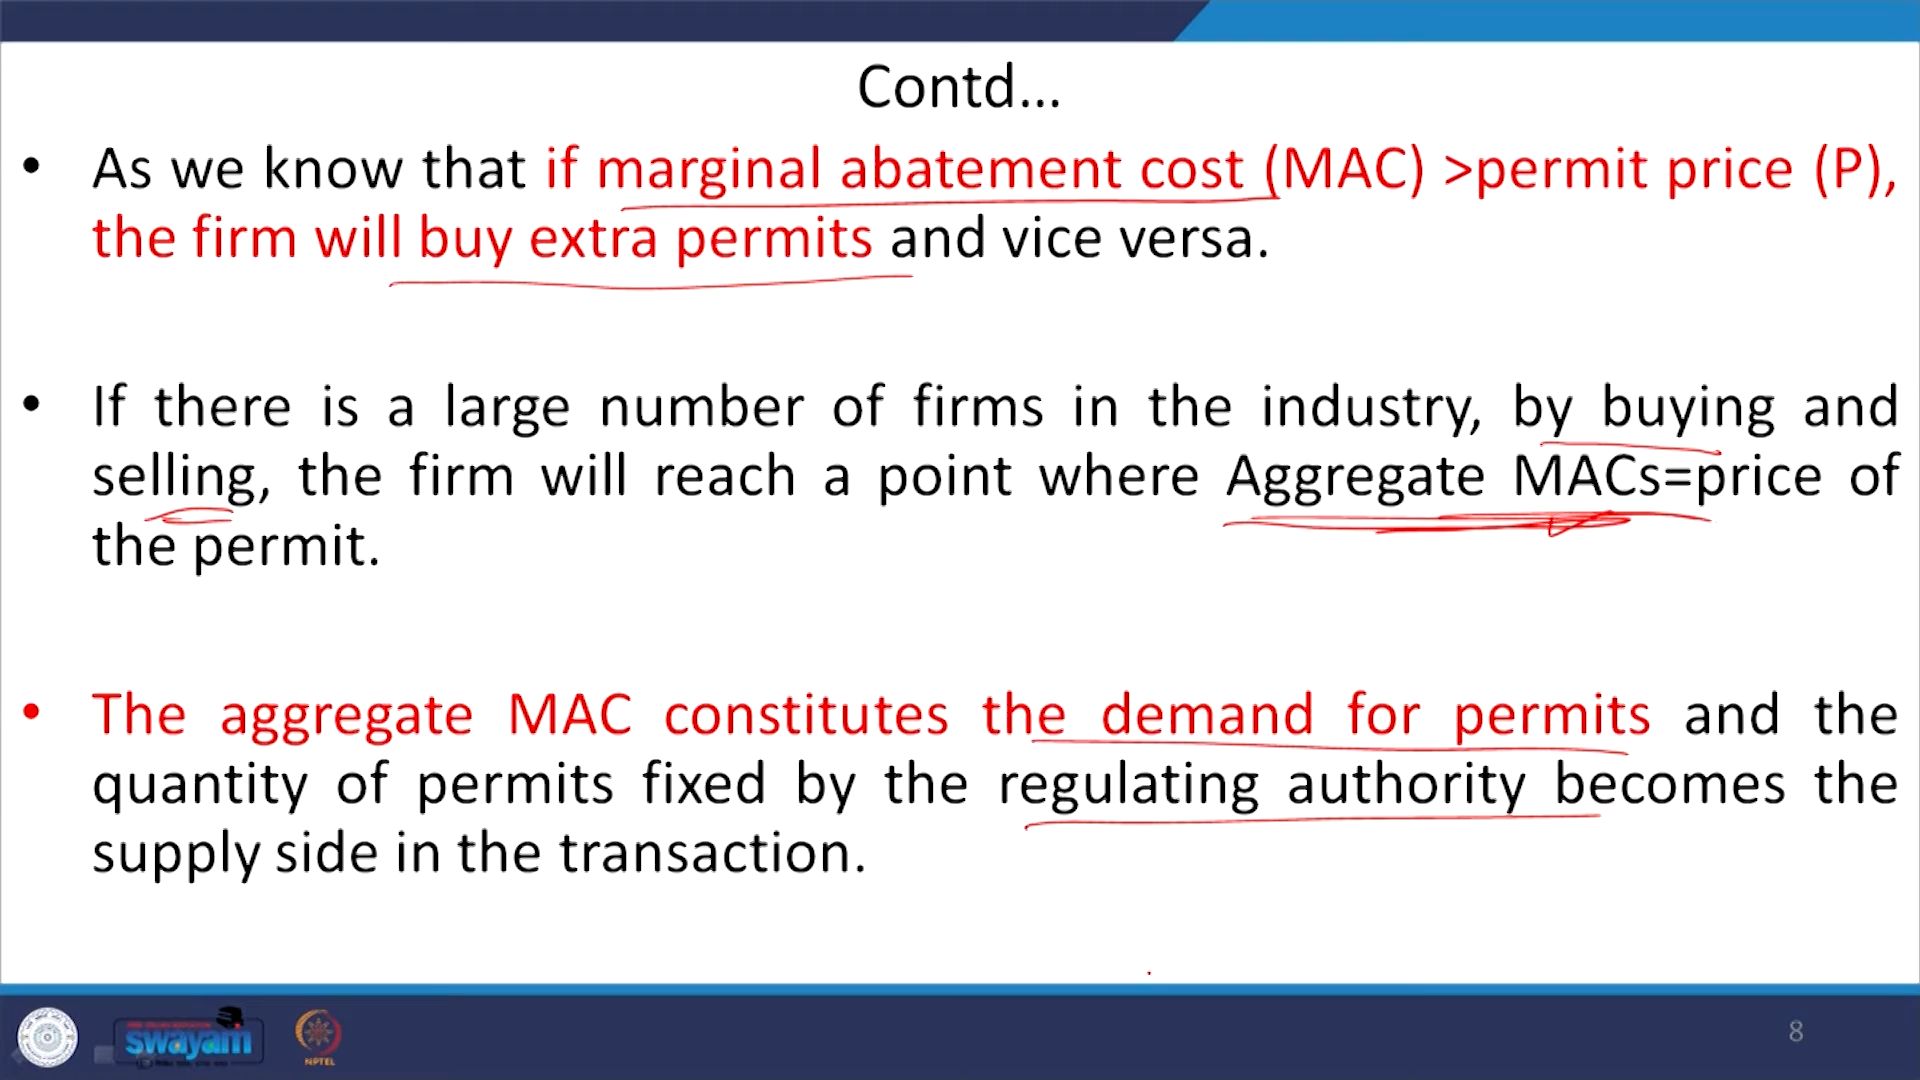 Contd...
• As we know that if marginal abatement cost (MAC) >permit price (P),
the firm will buy extra permits and vice versa.
• If there is a large number of firms in the industry, by buying and
selling, the firm will reach a point where Aggregate MACs=price of
the permit.
• The aggregate MAC constitutes the demand for permits and the
quantity of permits fixed by the regulating authority becomes the
supply side in the transaction.
swayam
NPTEL
8